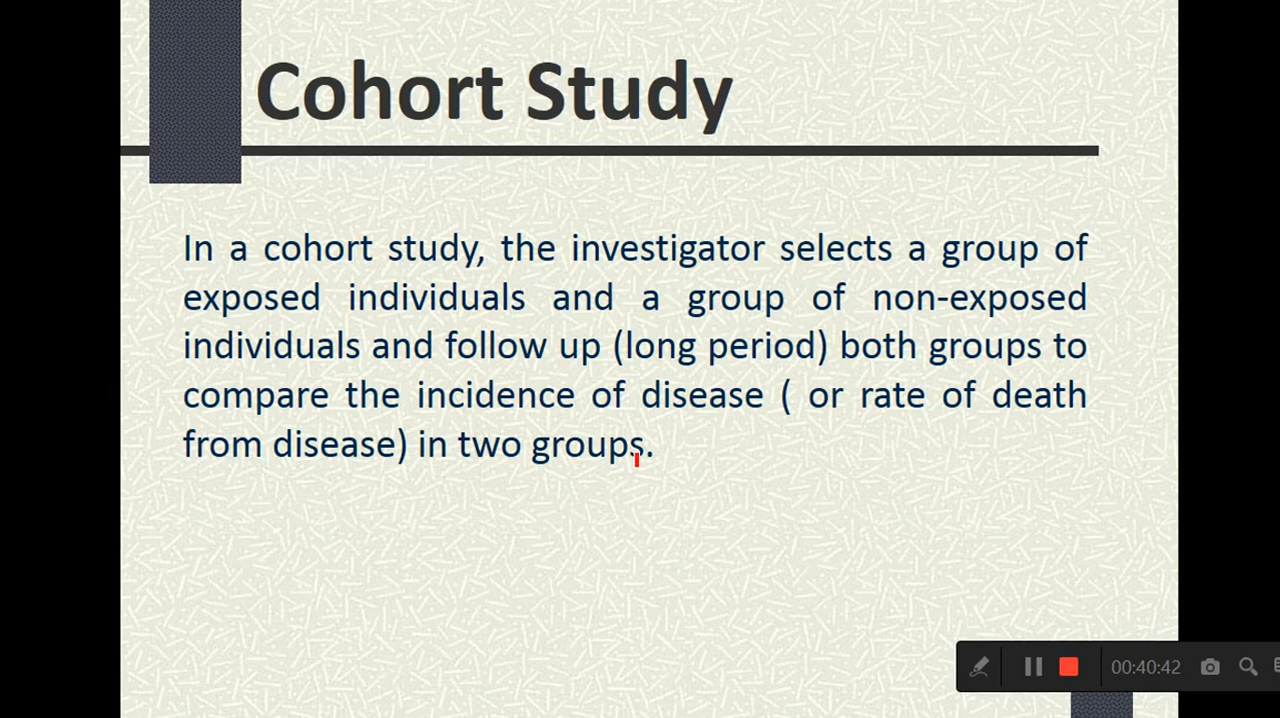 Cohort Study
In a cohort study, the investigator selects a group of
exposed individuals and a group of non-exposed
individuals and follow up (long period) both groups to
compare the incidence of disease ( or rate of death
from disease) in two groups.
00:40:42